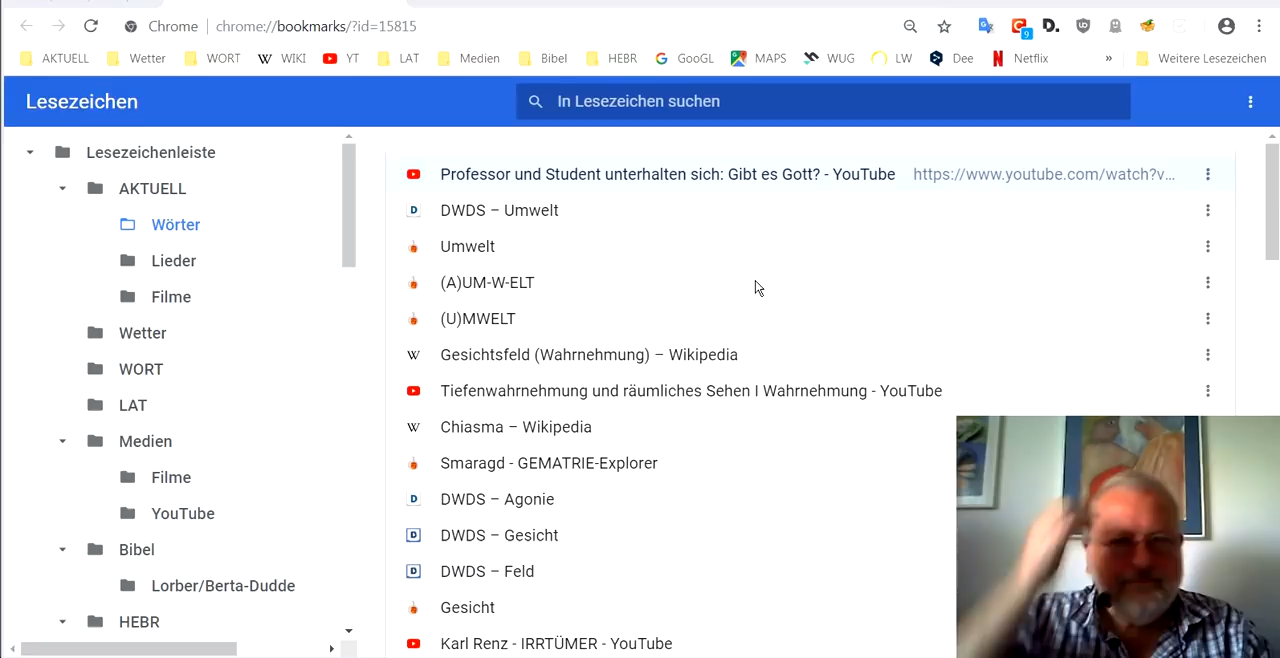 Chrome chrome://bookmarks/?id=15815
9 D.
AKTUELL Wetter WORT W WIKI YT LAT Medien Bibel HEBR GooGL MAPS WUG LW Dee Netflix » Weitere Lesezeichen
Lesezeichen In Lesezeichen suchen
Lesezeichenleiste
AKTUELL
Wörter
Lieder
Filme
Wetter
WORT
LAT
Medien
Filme
YouTube
Bibel
Lorber/Berta-Dudde
HEBR
Professor und Student unterhalten sich: Gibt es Gott? - YouTube https://www.youtube.com/watch?v...
D DWDS – Umwelt
Umwelt
(A)UM-W-ELT
(U)MWELT
W Gesichtsfeld (Wahrnehmung) – Wikipedia
Tiefenwahrnehmung und räumliches Sehen I Wahrnehmung - YouTube
W Chiasma – Wikipedia
Smaragd - GEMATRIE-Explorer
D DWDS – Agonie
D DWDS – Gesicht
D DWDS – Feld
Gesicht
Karl Renz - IRRTÜMER - YouTube